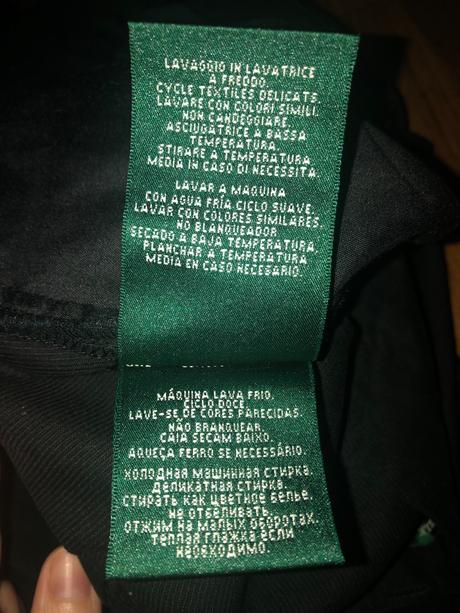 LAVAGGIO IN LAVATRICE
A FREDDO.
CYCLE TEXTILES DELICATS.
LAVARE CON COLORI SIMILI.
NON CANDEGGIARE.
ASCIUGATRICE A BASSA
TEMPERATURA.
STIRARE A TEMPERATURA
MEDIA IN CASO DI NECESSITA.
LAVAR A MAQUINA
CON AGUA FRIA CICLO SUAVE.
LAVAR CON COLORES SIMILARES.
NO BLANQUEADOR
SECADO A BAJA TEMPERATURA
PLANCHAR A TEMPERATURA
MEDIA EN CASO NECESARIO.
MÁQUINA LAVA FRIO.
CICLO DOCE.
LAVE-SE DE CORES PARECIDAS.
NÃO BRANQUEAR.
CAIA SECAM BAIXO.
AQUEÇA FERRO SE NECESSÁRIO.
ХОЛОДНАЯ МАШИННАЯ СТИРКА.
ДЕЛИКАТНАЯ СТИРКА.
СТИРАТЬ КАК ЦВЕТНОЕ БЕЛЬЕ.
НЕ ОТБЕЛИВАТЬ.
ОТЖИМ НА МАЛЫХ ОБОРОТАХ.
ТЕПЛАЯ ГЛАЖКА ЕСЛИ
НЕОБХОДИМО.